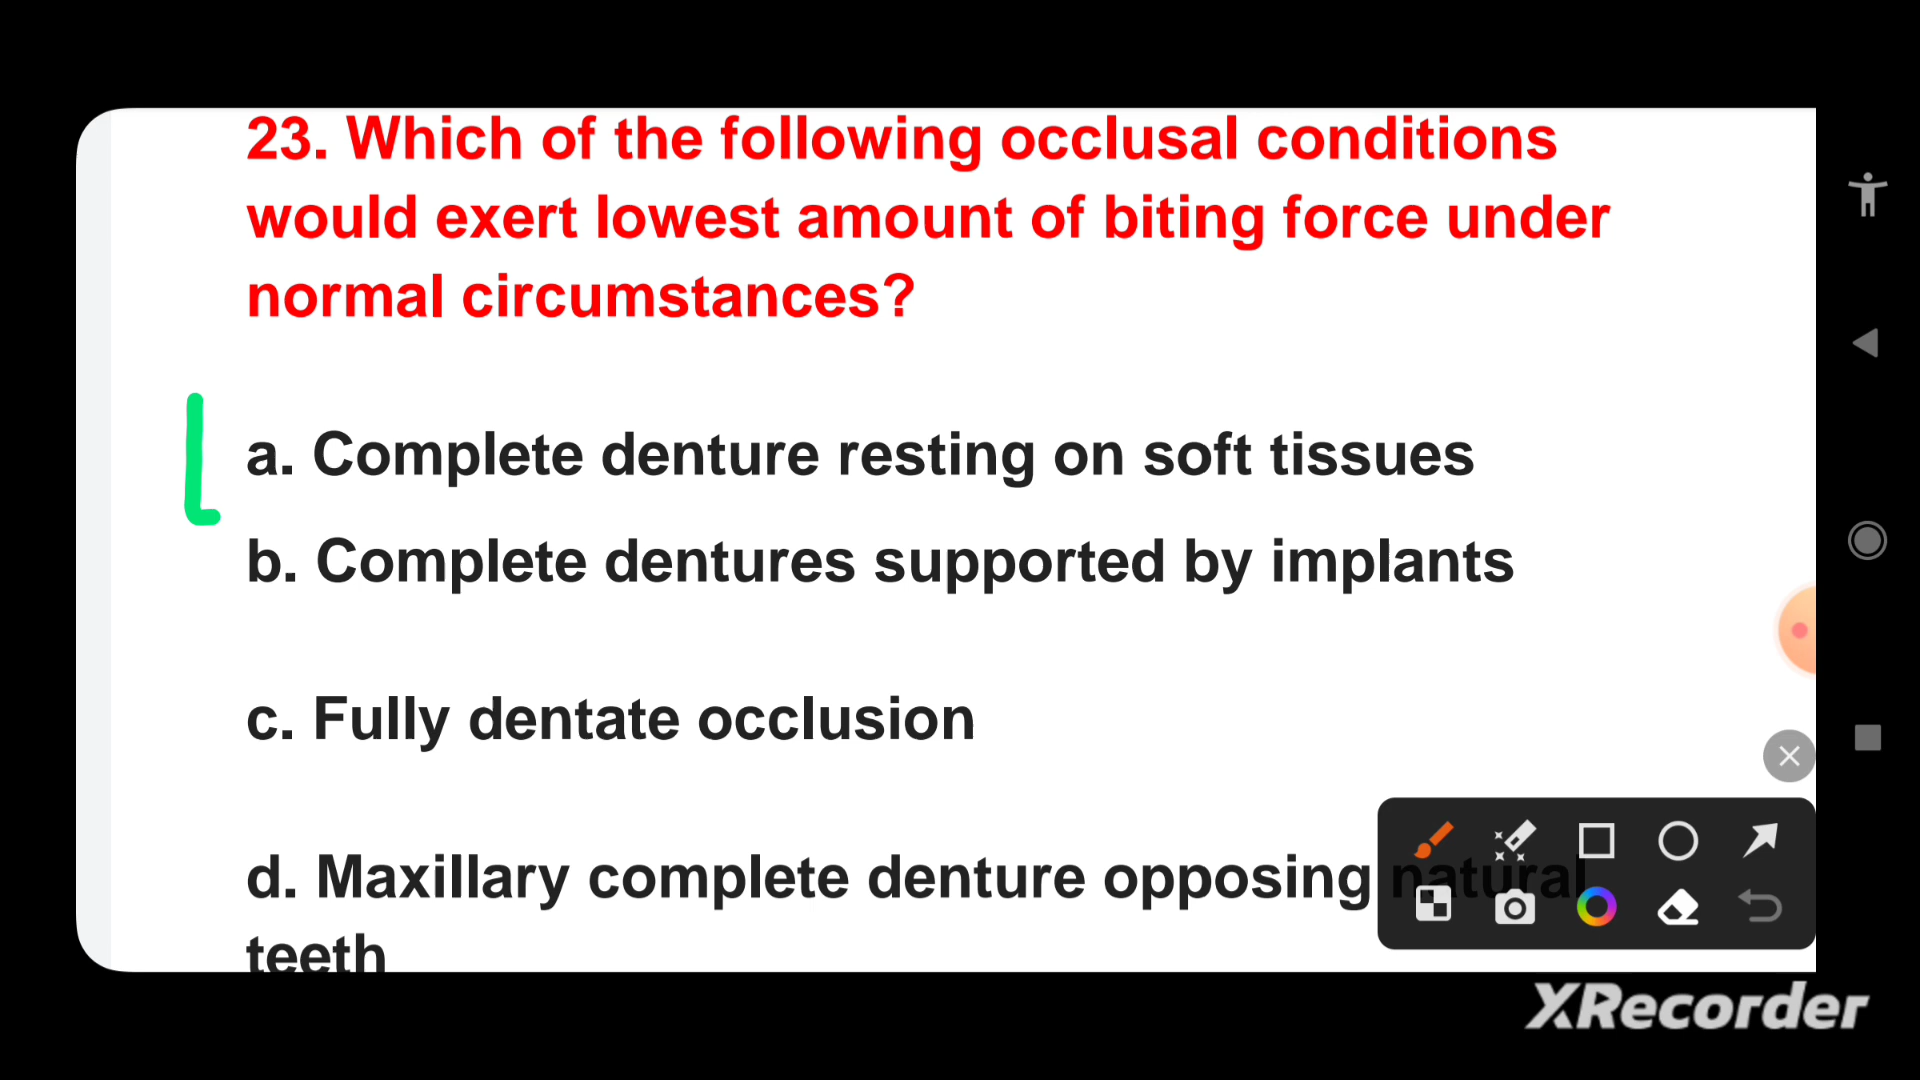 23. Which of the following occlusal conditions
would exert lowest amount of biting force under
normal circumstances?
a. Complete denture resting on soft tissues
b. Complete dentures supported by implants
c. Fully dentate occlusion
d. Maxillary complete denture opposing natural
teeth
XRecorder